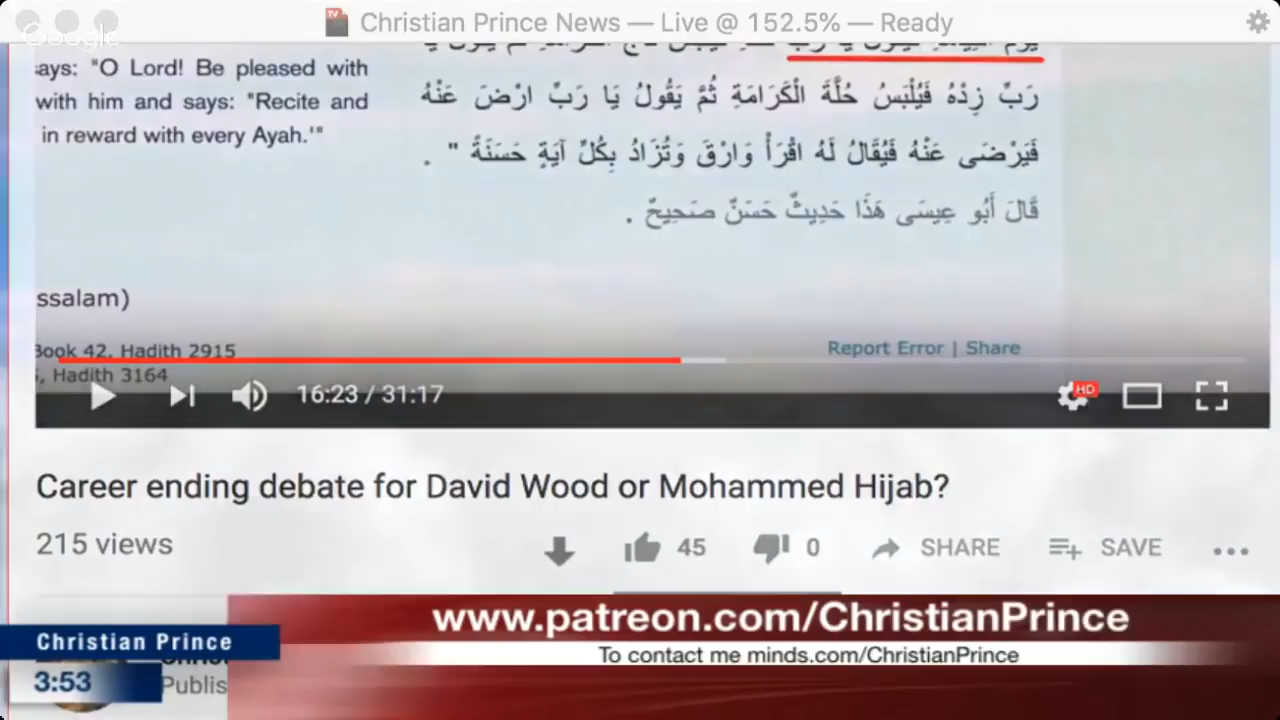 Christian Prince News — Live @ 152.5% — Ready
Google
says: "O Lord! Be pleased with
with him and says: "Recite and
in reward with every Ayah.'"
رَبِّ زِدْهُ فَيُلْبَسُ حُلَّةَ الْكَرَامَةِ ثُمَّ يَقُولُ يَا رَبِّ ارْضَ عَنْهُ
فَيَرْضَى عَنْهُ فَيُقَالُ لَهُ اقْرَأْ وَارْقَ وَتُزَادُ بِكُلِّ آيَةٍ حَسَنَةً " .
قَالَ أَبُو عِيسَى هَذَا حَدِيثٌ حَسَنٌ صَحِيحٌ .
ssalam)
Book 42, Hadith 2915
, Hadith 3164
Report Error | Share
16:23 / 31:17
HD
Career ending debate for David Wood or Mohammed Hijab?
215 views
45
0
SHARE
SAVE
www.patreon.com/ChristianPrince
To contact me minds.com/ChristianPrince
Christian Prince
3:53
Publis